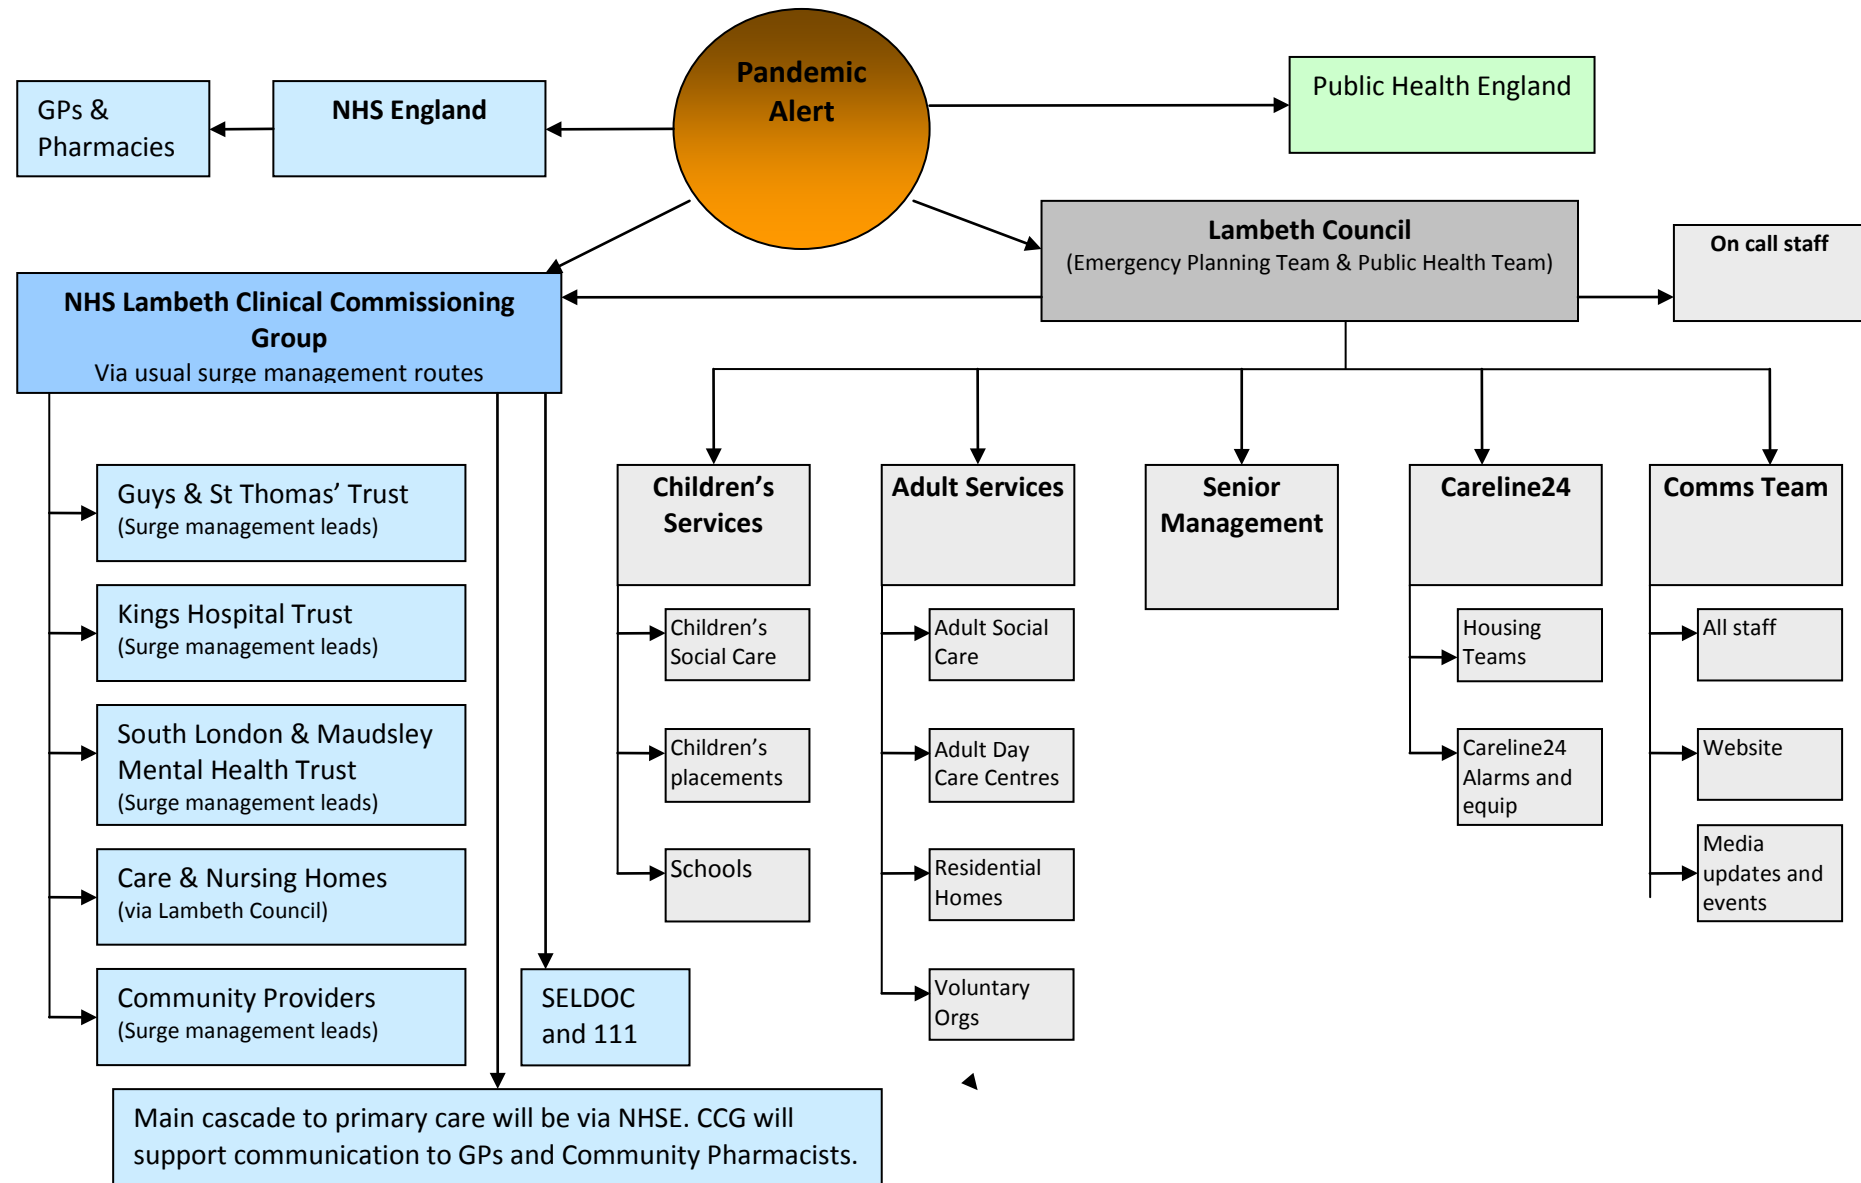 Pandemic
Alert
Public Health England
GPs &
Pharmacies
NHS England
Lambeth Council
(Emergency Planning Team & Public Health Team)
On call staff
NHS Lambeth Clinical Commissioning
Group
Via usual surge management routes
Guys & St Thomas’ Trust
(Surge management leads)
Kings Hospital Trust
(Surge management leads)
South London & Maudsley
Mental Health Trust
(Surge management leads)
Care & Nursing Homes
(via Lambeth Council)
Community Providers
(Surge management leads)
SELDOC
and 111
Main cascade to primary care will be via NHSE. CCG will
support communication to GPs and Community Pharmacists.
Children’s
Services
Children’s
Social Care
Children’s
placements
Schools
Adult Services
Adult Social
Care
Adult Day
Care Centres
Residential
Homes
Voluntary
Orgs
Senior
Management
Careline24
Housing
Teams
Careline24
Alarms and
equip
Comms Team
All staff
Website
Media
updates and
events